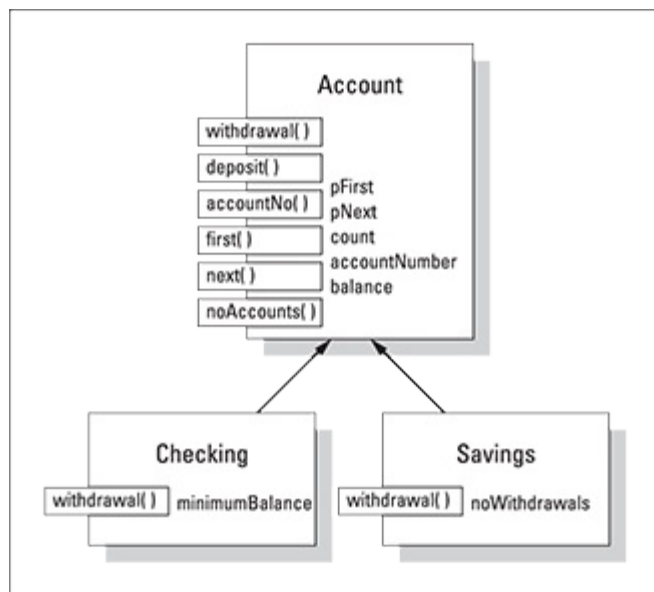 Account
withdrawal( )
deposit( )
accountNo( )
first( )
next( )
noAccounts( )
pFirst
pNext
count
accountNumber
balance
Checking
withdrawal( )
minimumBalance
Savings
withdrawal( )
noWithdrawals